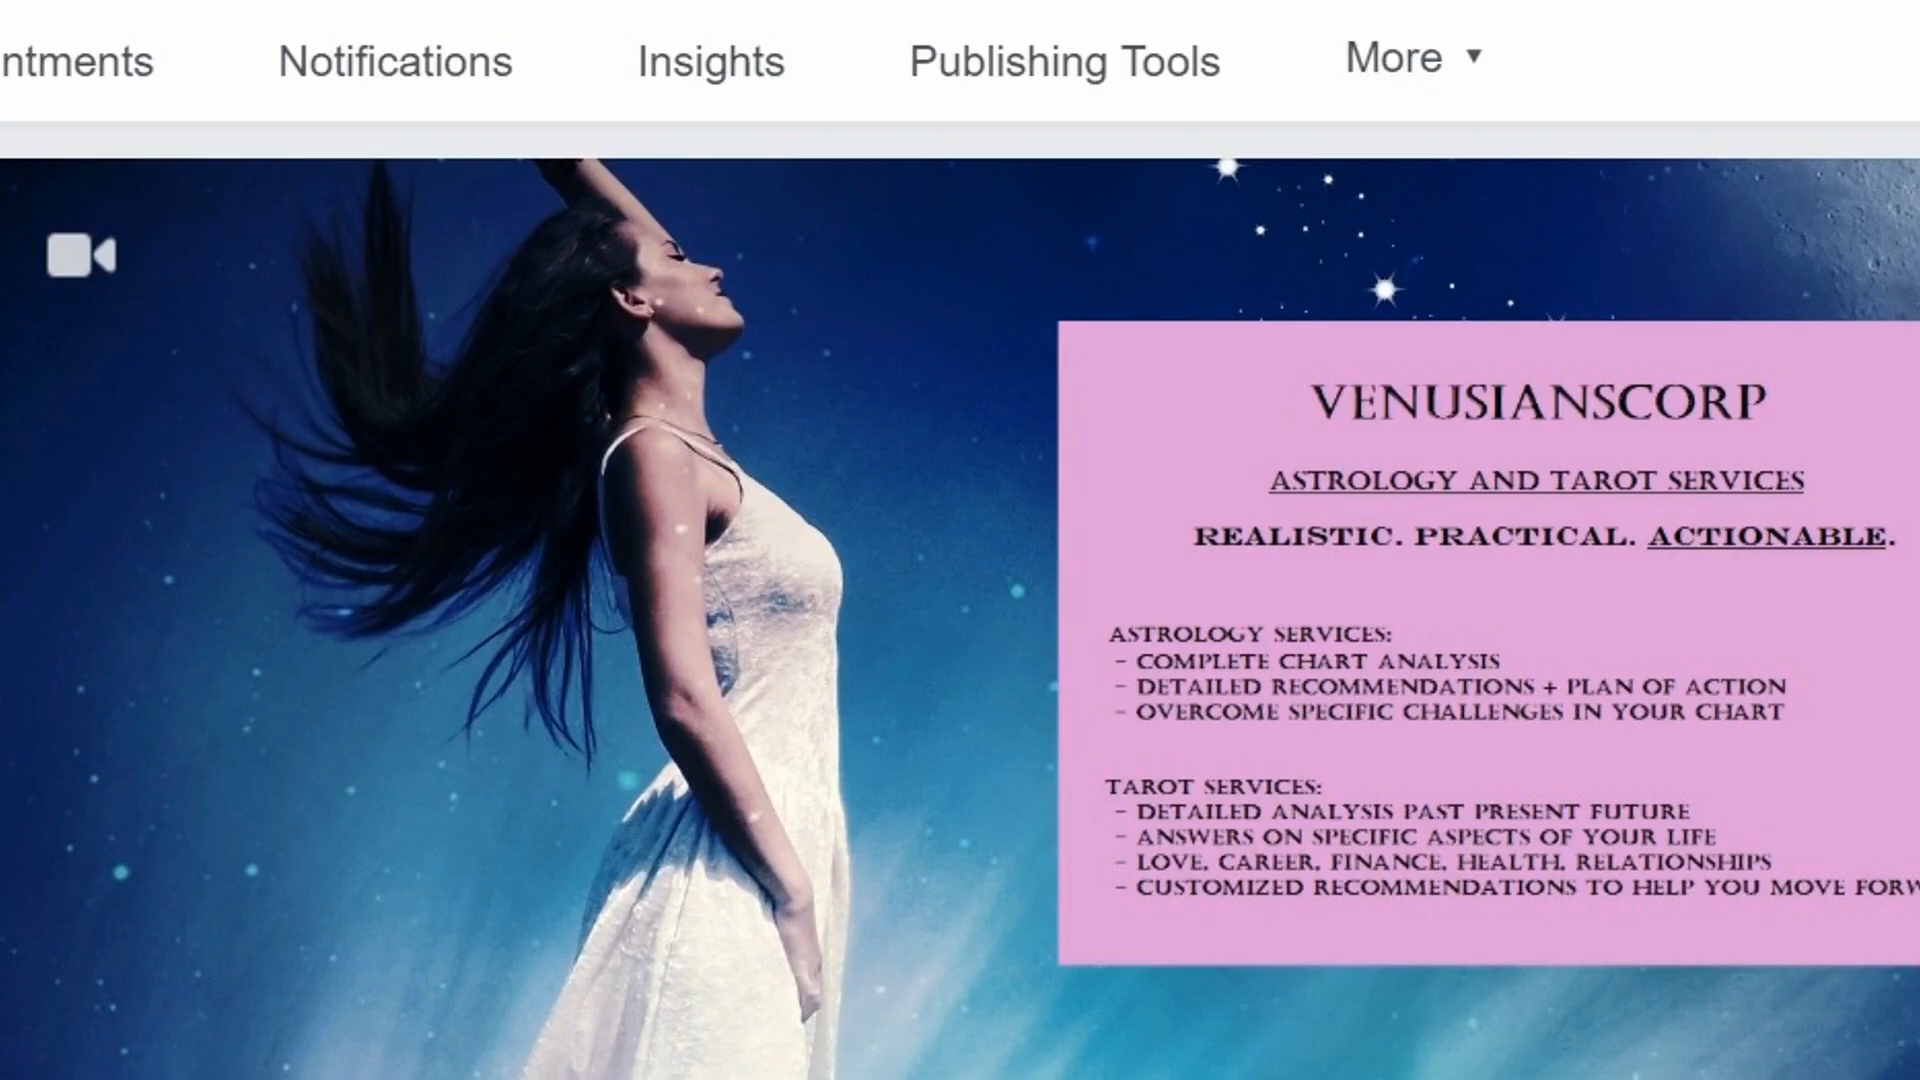 ntments Notifications Insights Publishing Tools More
VENUSIANSCORP
ASTROLOGY AND TAROT SERVICES
REALISTIC. PRACTICAL. ACTIONABLE.
ASTROLOGY SERVICES:
- COMPLETE CHART ANALYSIS
- DETAILED RECOMMENDATIONS + PLAN OF ACTION
- OVERCOME SPECIFIC CHALLENGES IN YOUR CHART
TAROT SERVICES:
- DETAILED ANALYSIS PAST PRESENT FUTURE
- ANSWERS ON SPECIFIC ASPECTS OF YOUR LIFE
- LOVE, CAREER, FINANCE, HEALTH, RELATIONSHIPS
- CUSTOMIZED RECOMMENDATIONS TO HELP YOU MOVE FORW